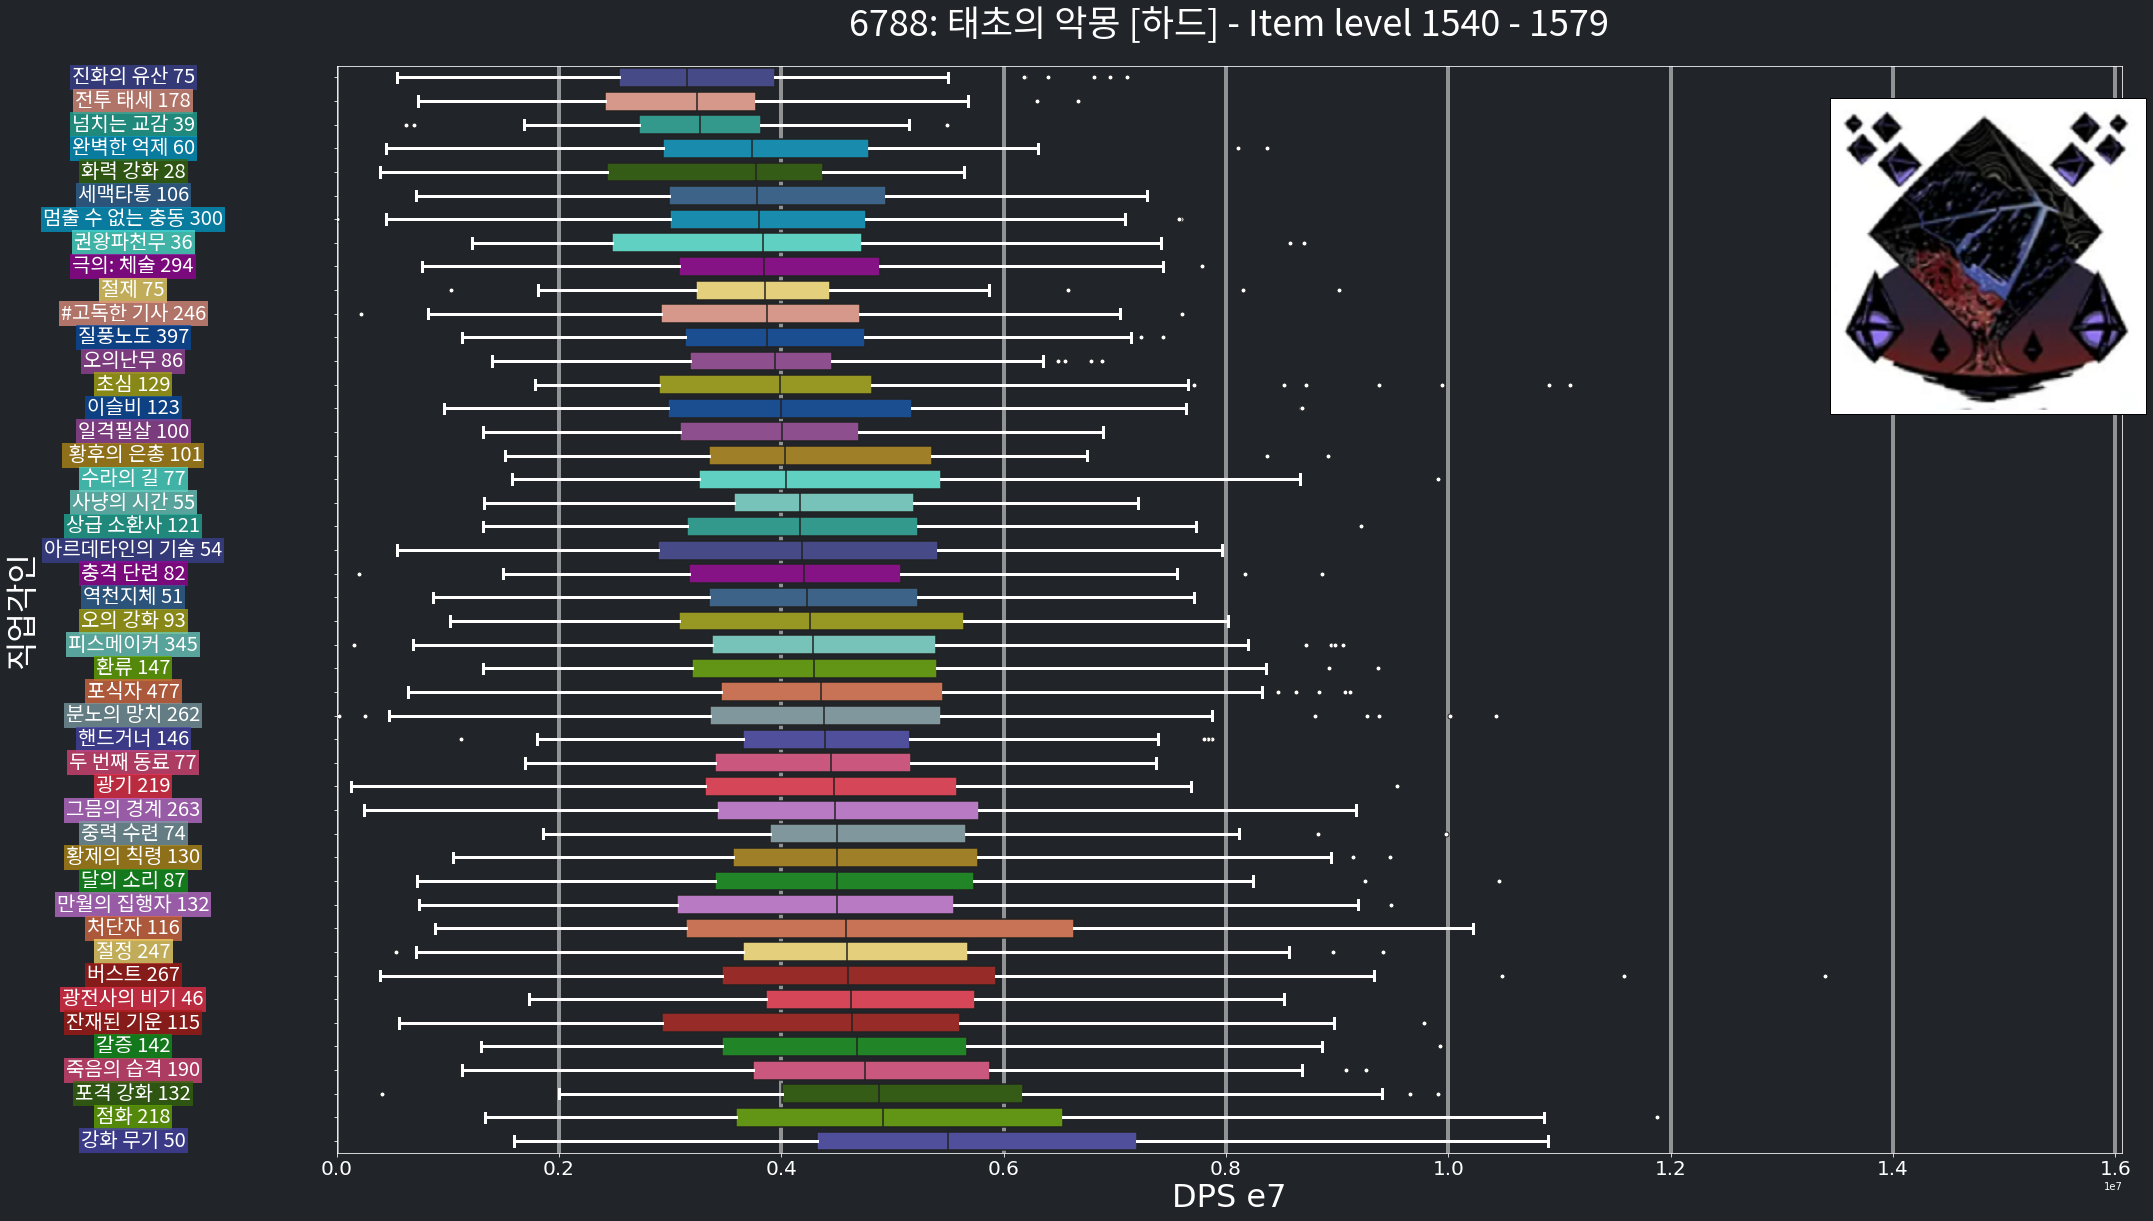 6788: 태초의 악몽 [하드] - Item level 1540 - 1579
진화의 유산 75
전투 태세 178
넘치는 교감 39
완벽한 억제 60
화력 강화 28
세맥타통 106
멈출 수 없는 충동 300
권왕파천무 36
극의: 체술 294
절제 75
#고독한 기사 246
질풍노도 397
오의난무 86
초심 129
이슬비 123
일격필살 100
황후의 은총 101
수라의 길 77
사냥의 시간 55
상급 소환사 121
아르데타인의 기술 54
충격 단련 82
역천지체 51
오의 강화 93
피스메이커 345
환류 147
포식자 477
분노의 망치 262
핸드거너 146
두 번째 동료 77
광기 219
그믐의 경계 263
중력 수련 74
황제의 칙령 130
달의 소리 87
만월의 집행자 132
처단자 116
절정 247
버스트 267
광전사의 비기 46
잔재된 기운 115
갈증 142
죽음의 습격 190
포격 강화 132
점화 218
강화 무기 50
직업각인
0.0 0.2 0.4 0.6 0.8 1.0 1.2 1.4 1.6
1e7
DPS e7